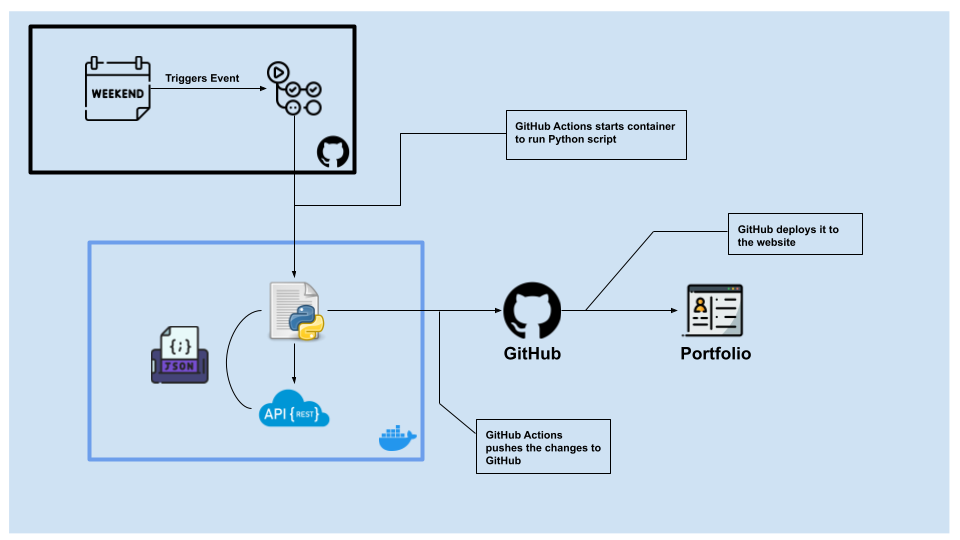 WEEKEND
Triggers Event
GitHub Actions starts container
to run Python script
GitHub deploys it to
the website
{;}
JSON
API {REST}
GitHub
Portfolio
GitHub Actions
pushes the changes to
GitHub